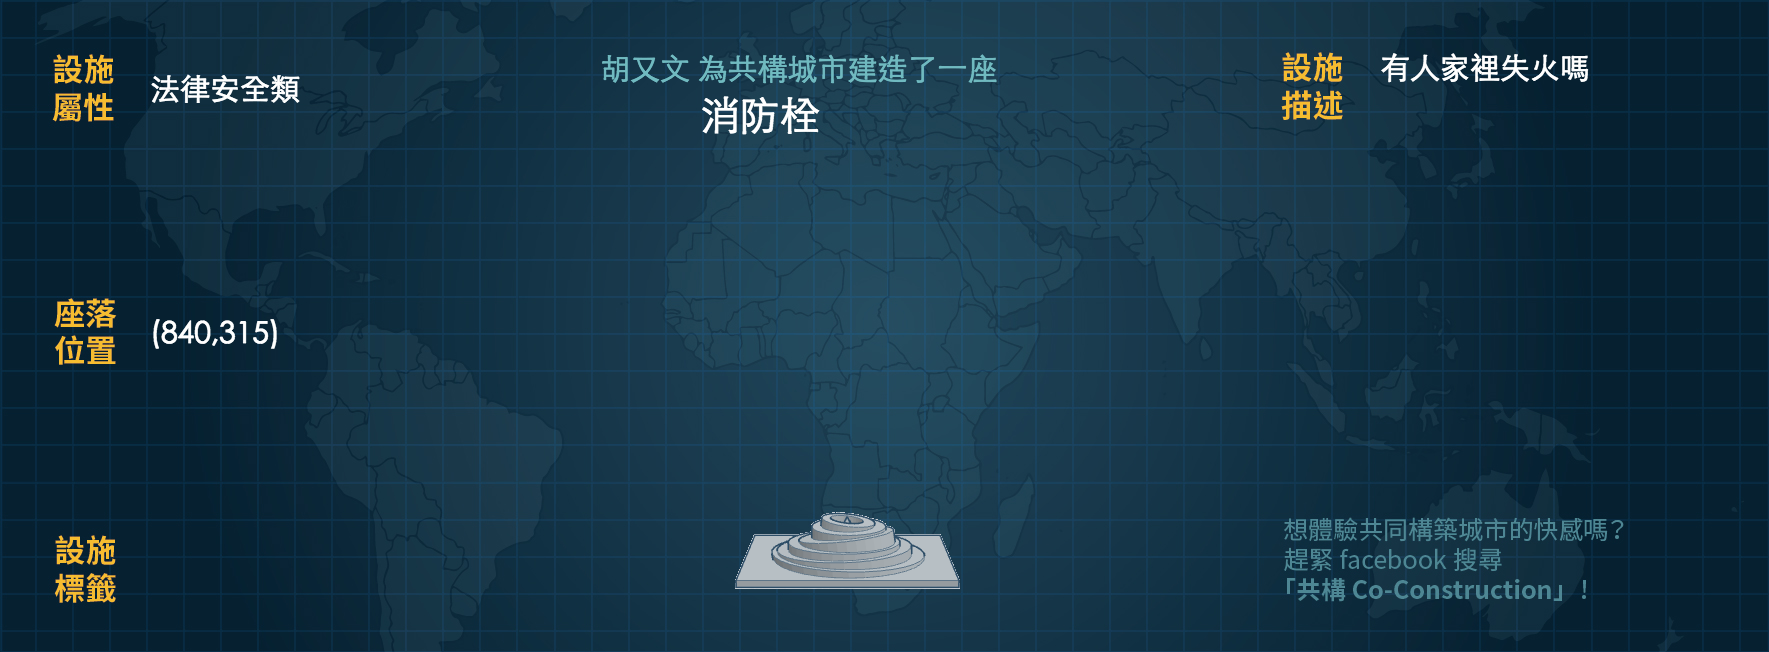 設施
屬性
法律安全類
胡又文 為共構城市建造了一座
消防栓
設施
描述
有人家裡失火嗎
座落
位置
(840,315)
設施
標籤
想體驗共同構築城市的快感嗎？
趕緊 facebook 搜尋
「共構 Co-Construction」！